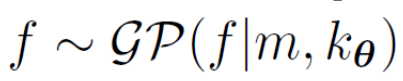 f ∼ 𝒢𝒫(f|m, k_𝜽)